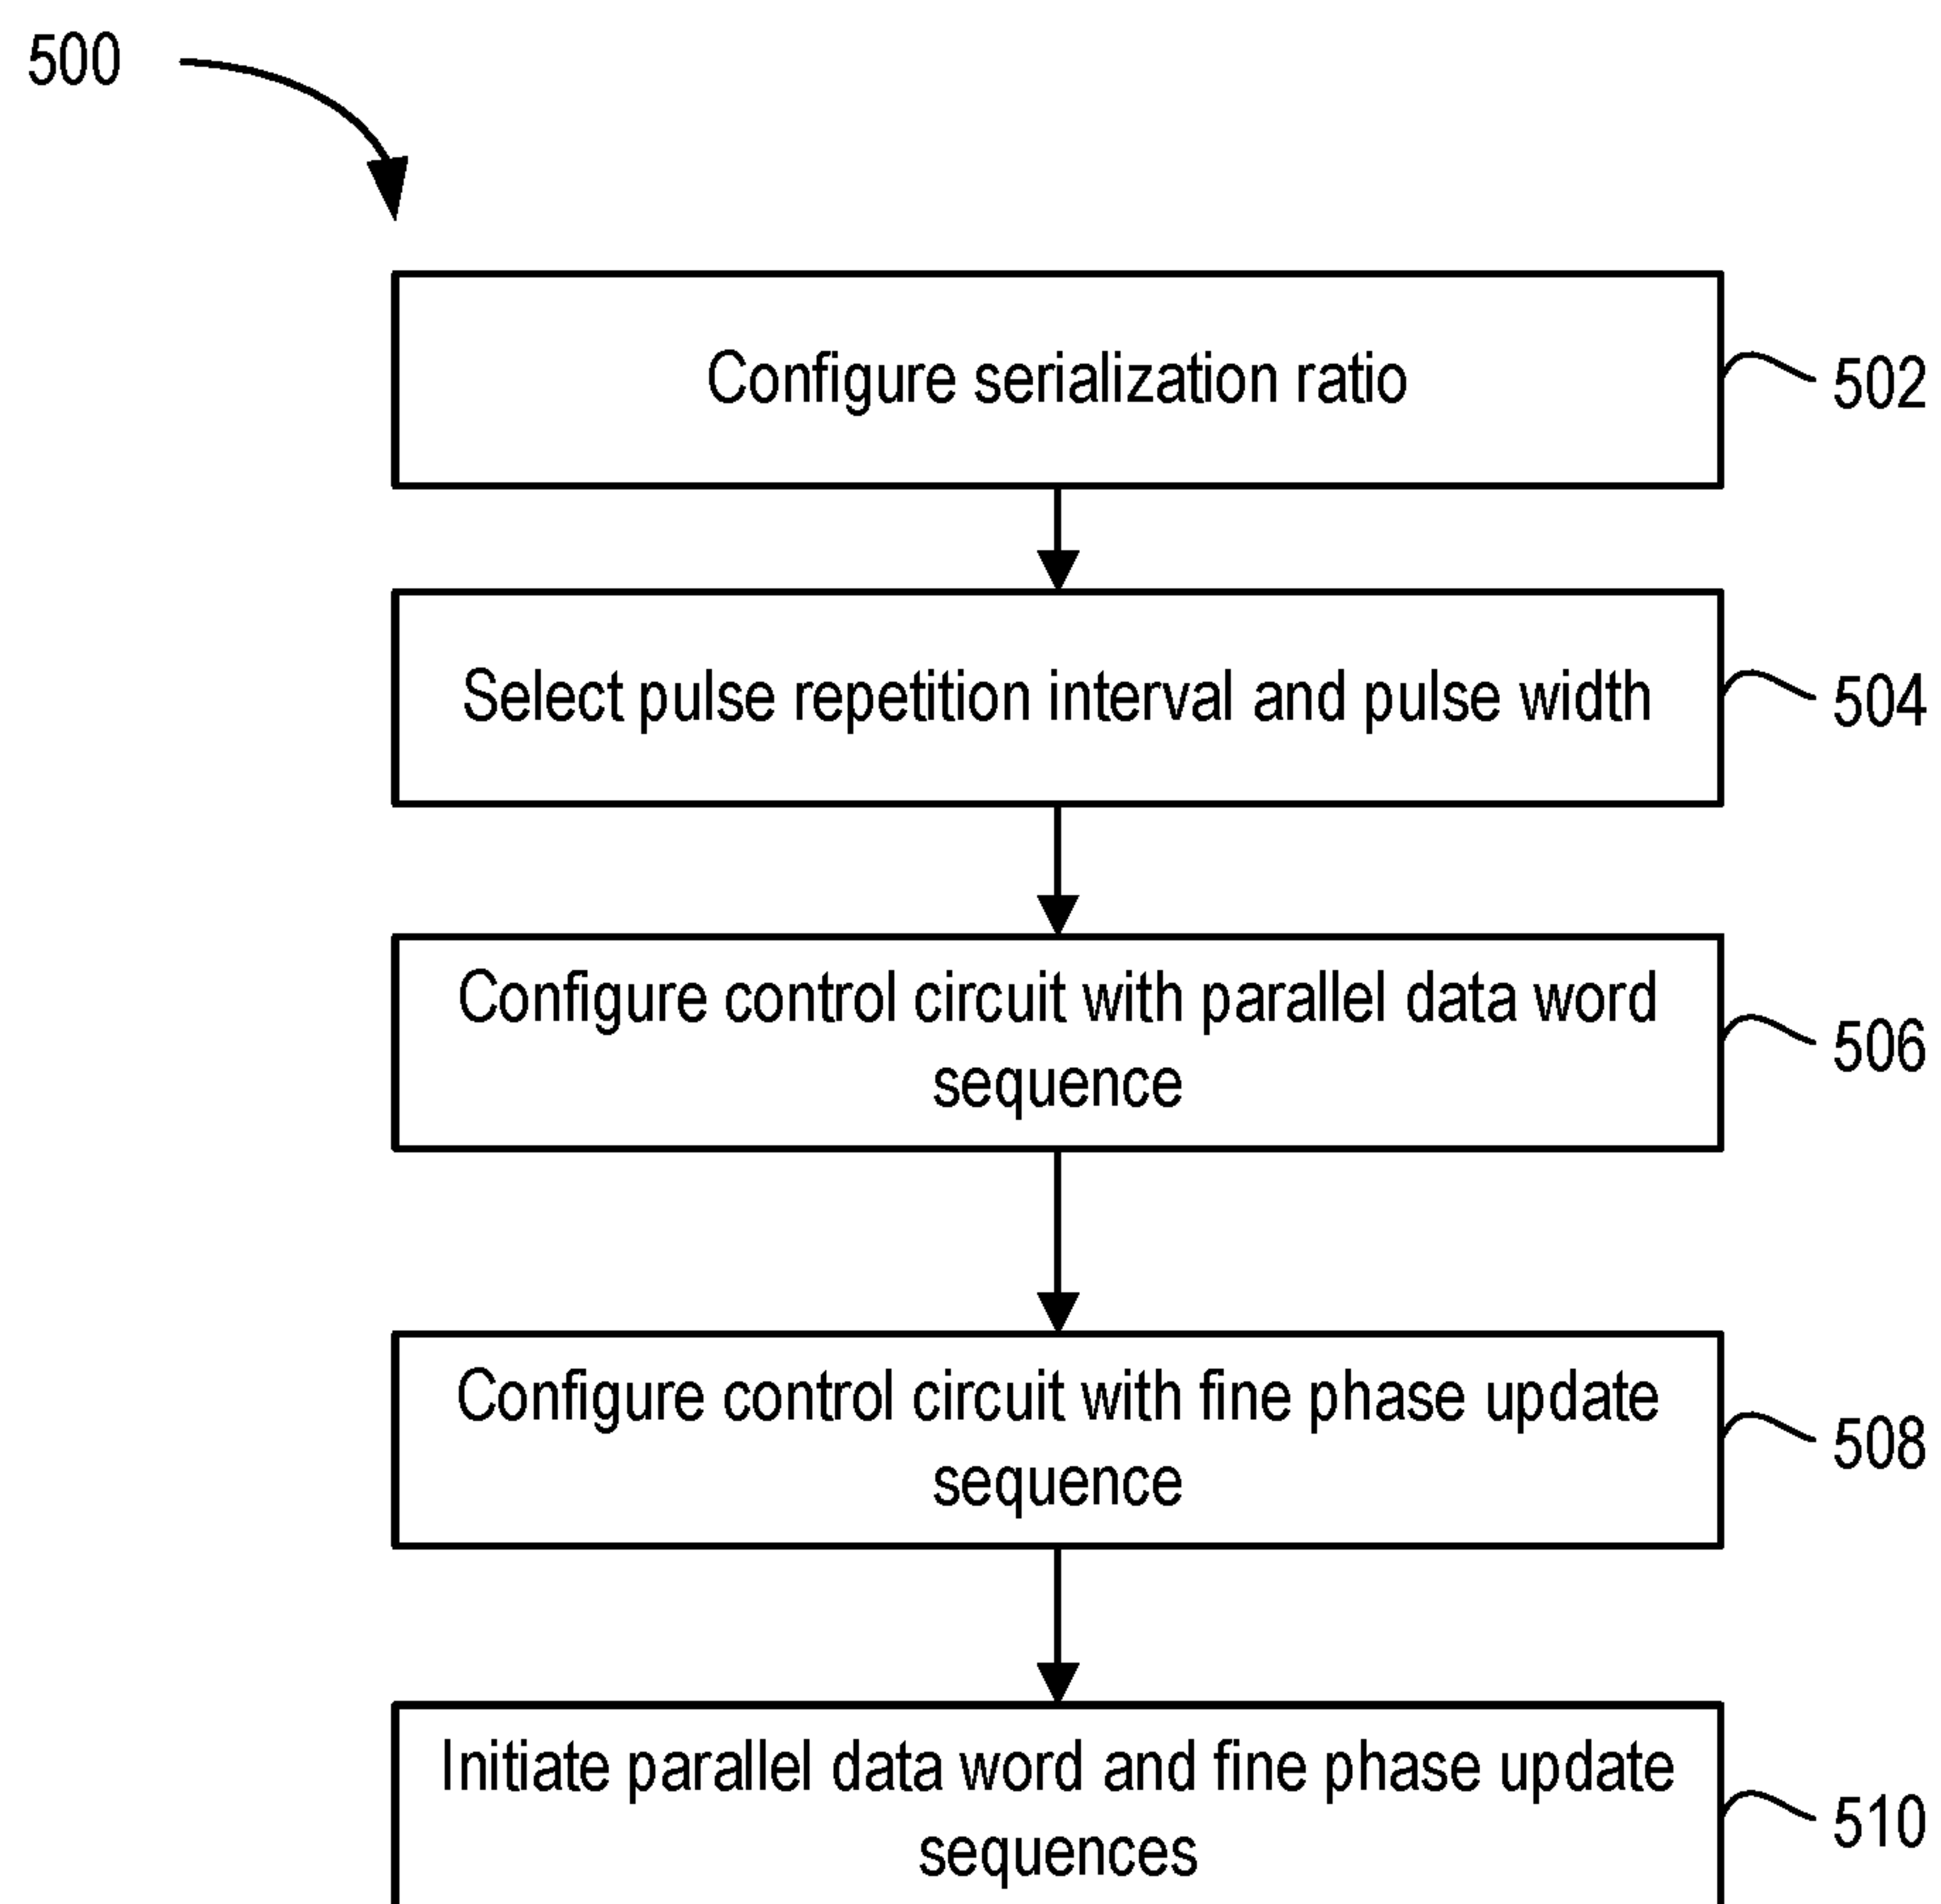 500
Configure serialization ratio
502
Select pulse repetition interval and pulse width
504
Configure control circuit with parallel data word
sequence
506
Configure control circuit with fine phase update
sequence
508
Initiate parallel data word and fine phase update
sequences
510